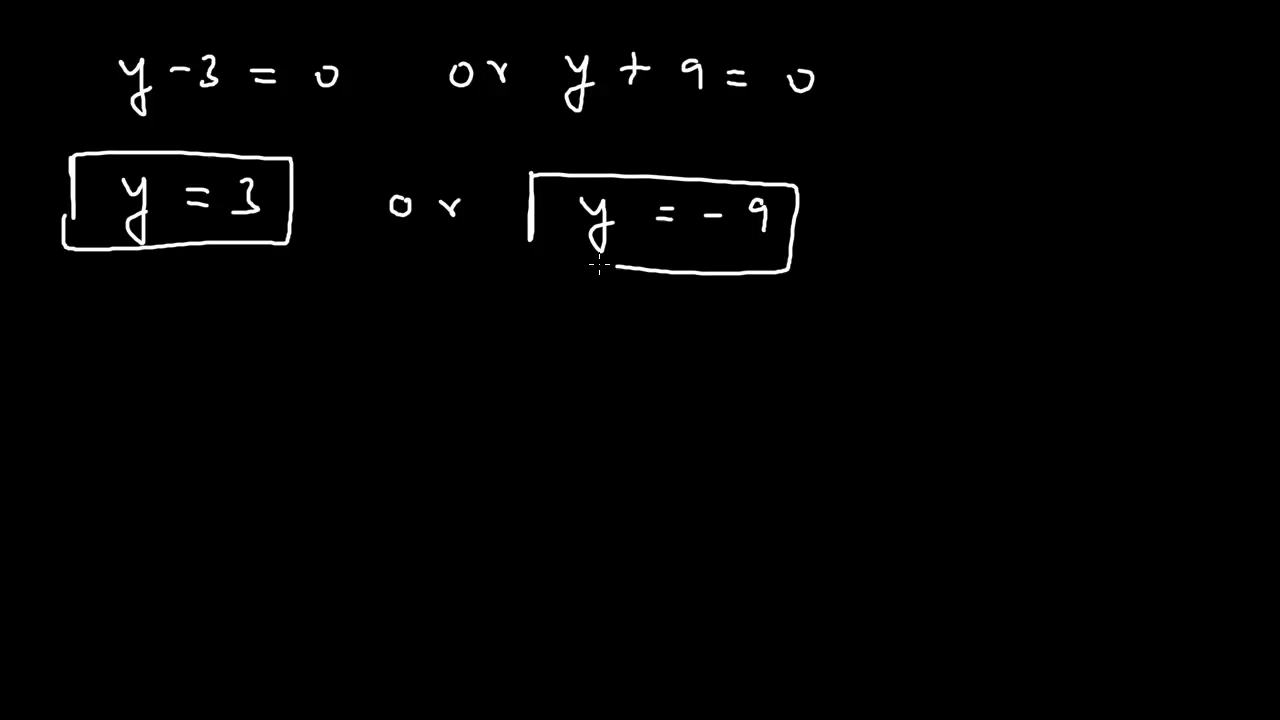 y - 3 = 0 or y + 9 = 0
y = 3 or y = - 9